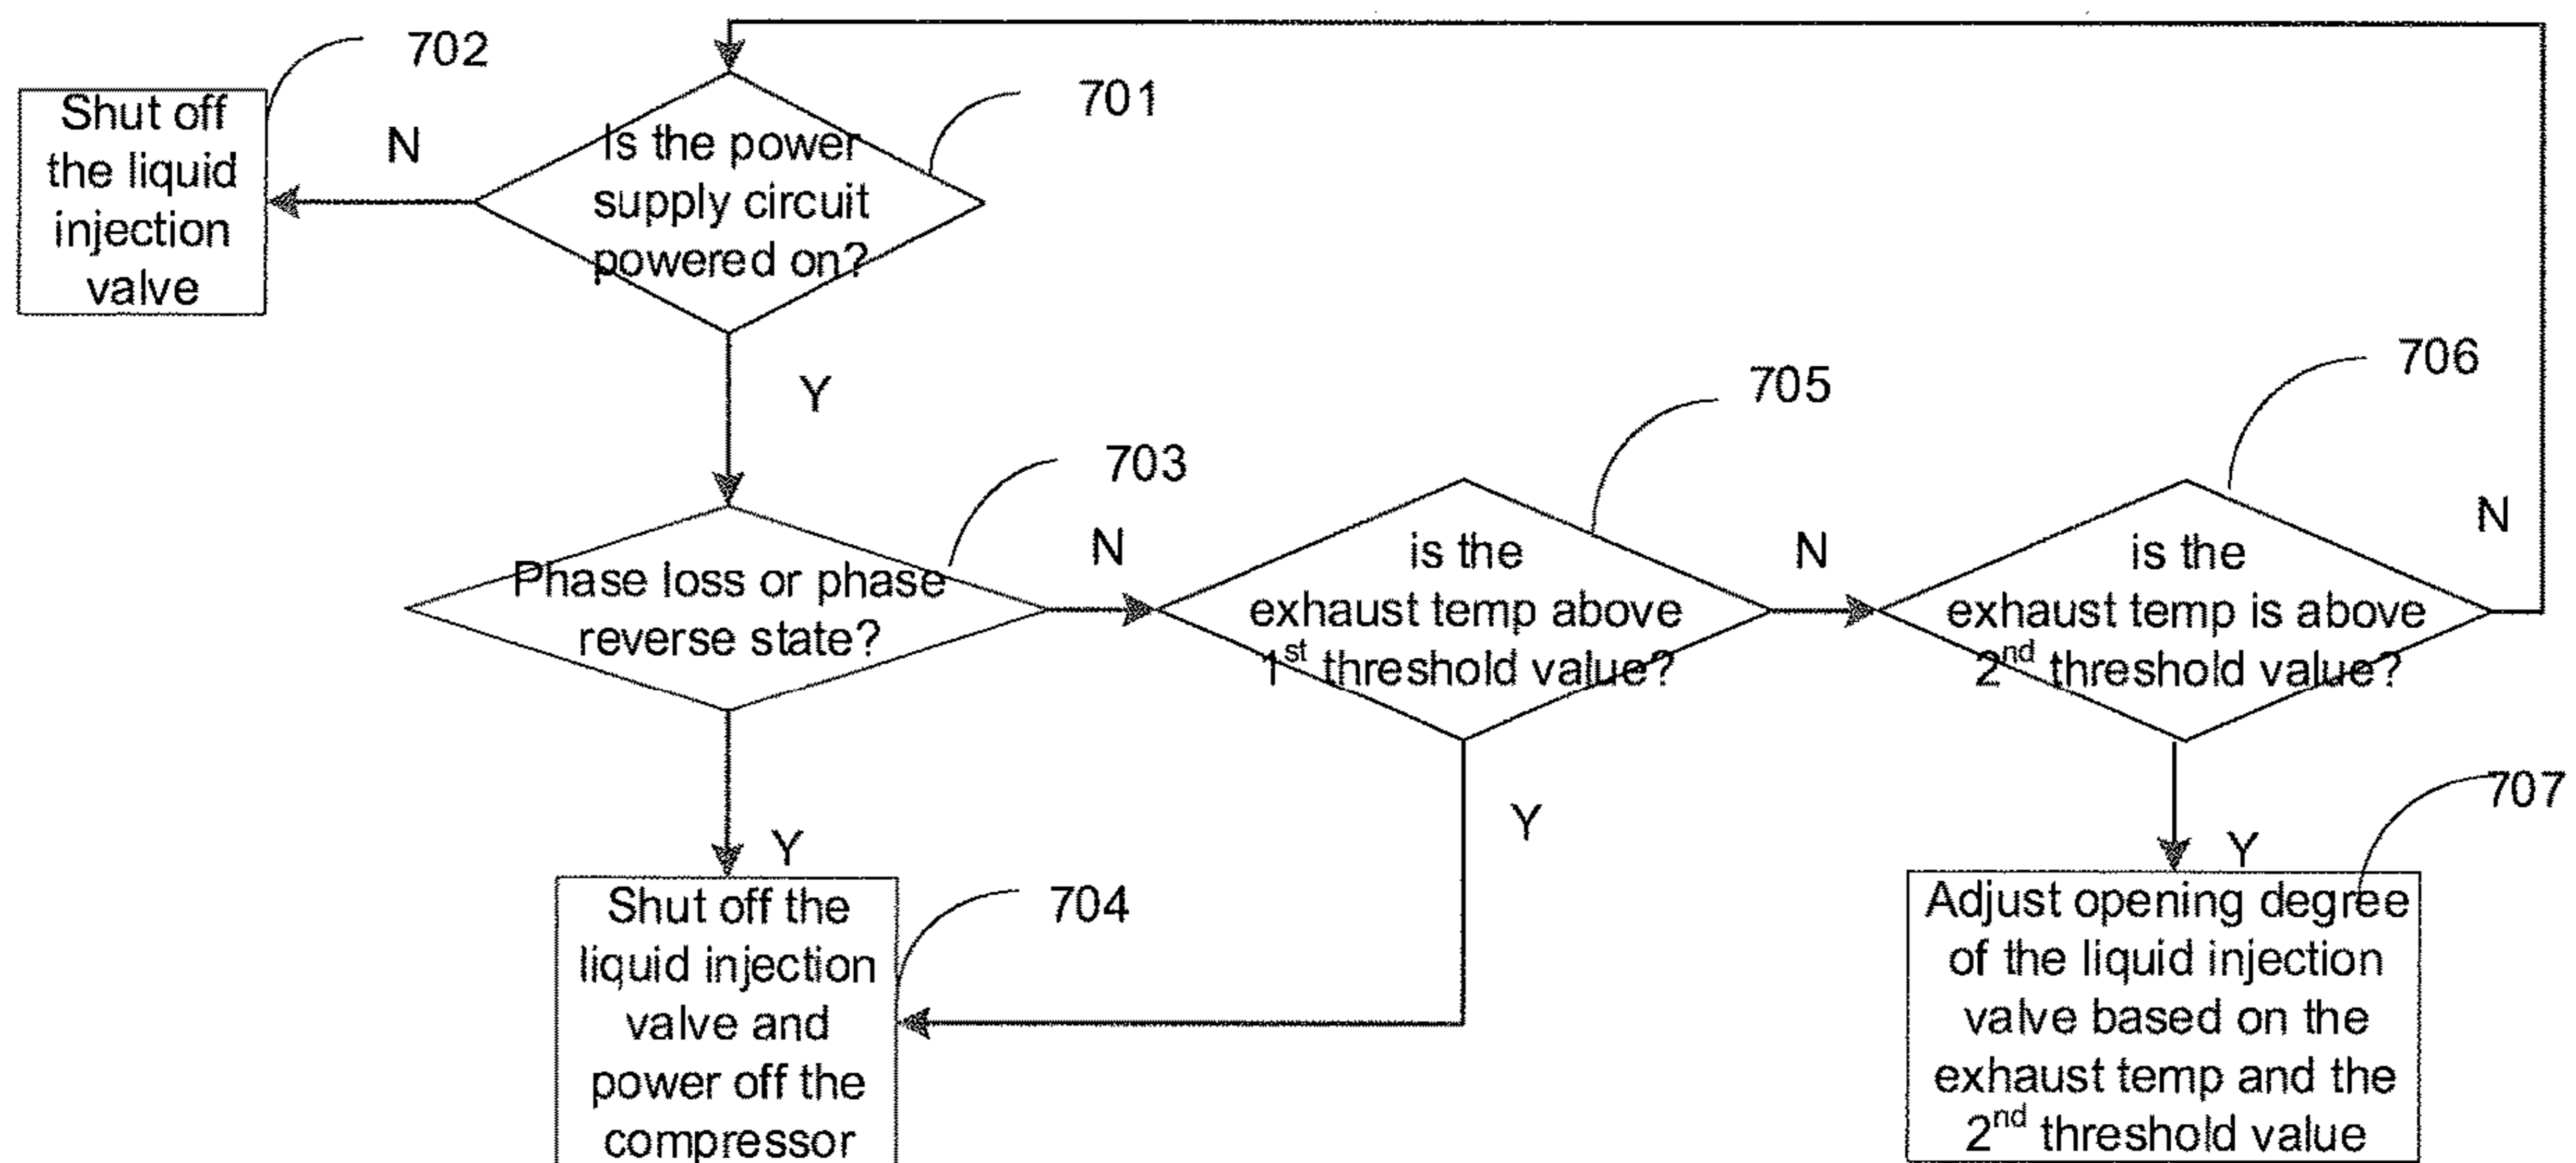 702
Shut off
the liquid
injection
valve
N
701
Is the power
supply circuit
powered on?
Y
703
Phase loss or phase
reverse state?
N
705
is the
exhaust temp above
1st threshold value?
N
706
is the
exhaust temp is above
2nd threshold value?
N
Y
704
Shut off the
liquid injection
valve and
power off the
compressor
Y
Y
707
Adjust opening degree
of the liquid injection
valve based on the
exhaust temp and the
2nd threshold value